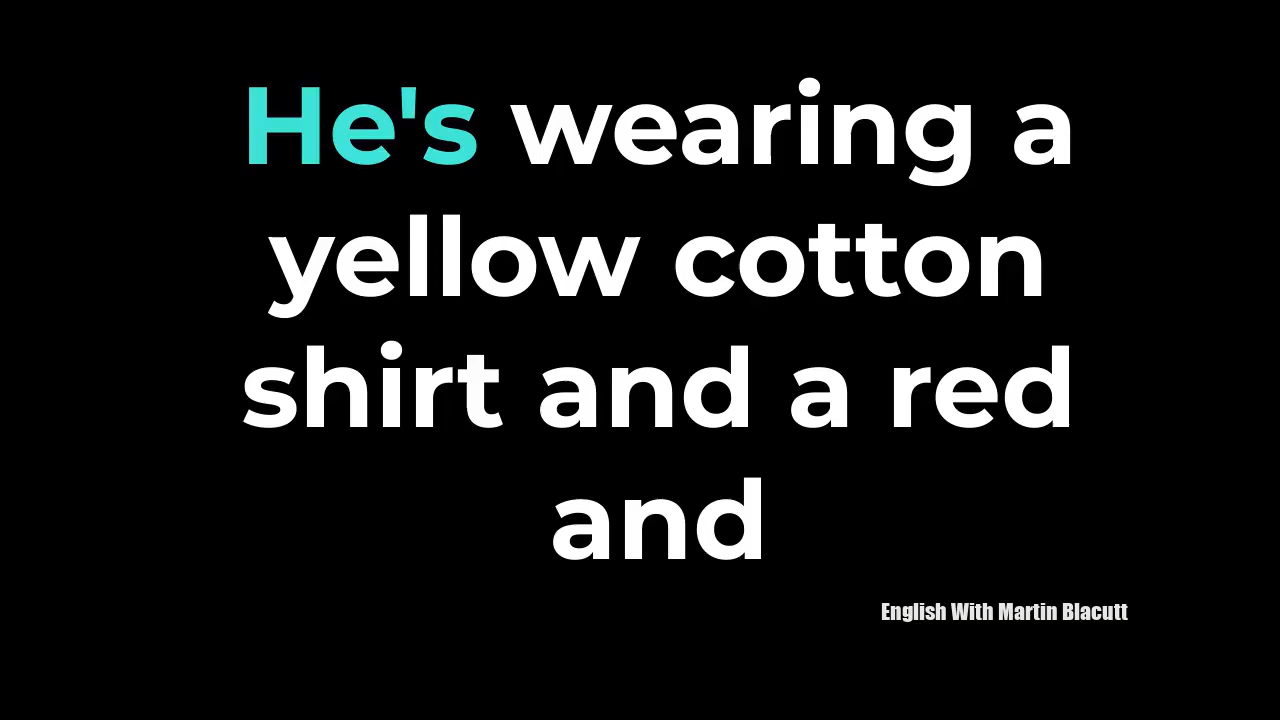 He's wearing a
yellow cotton
shirt and a red
and
English With Martin Blacutt